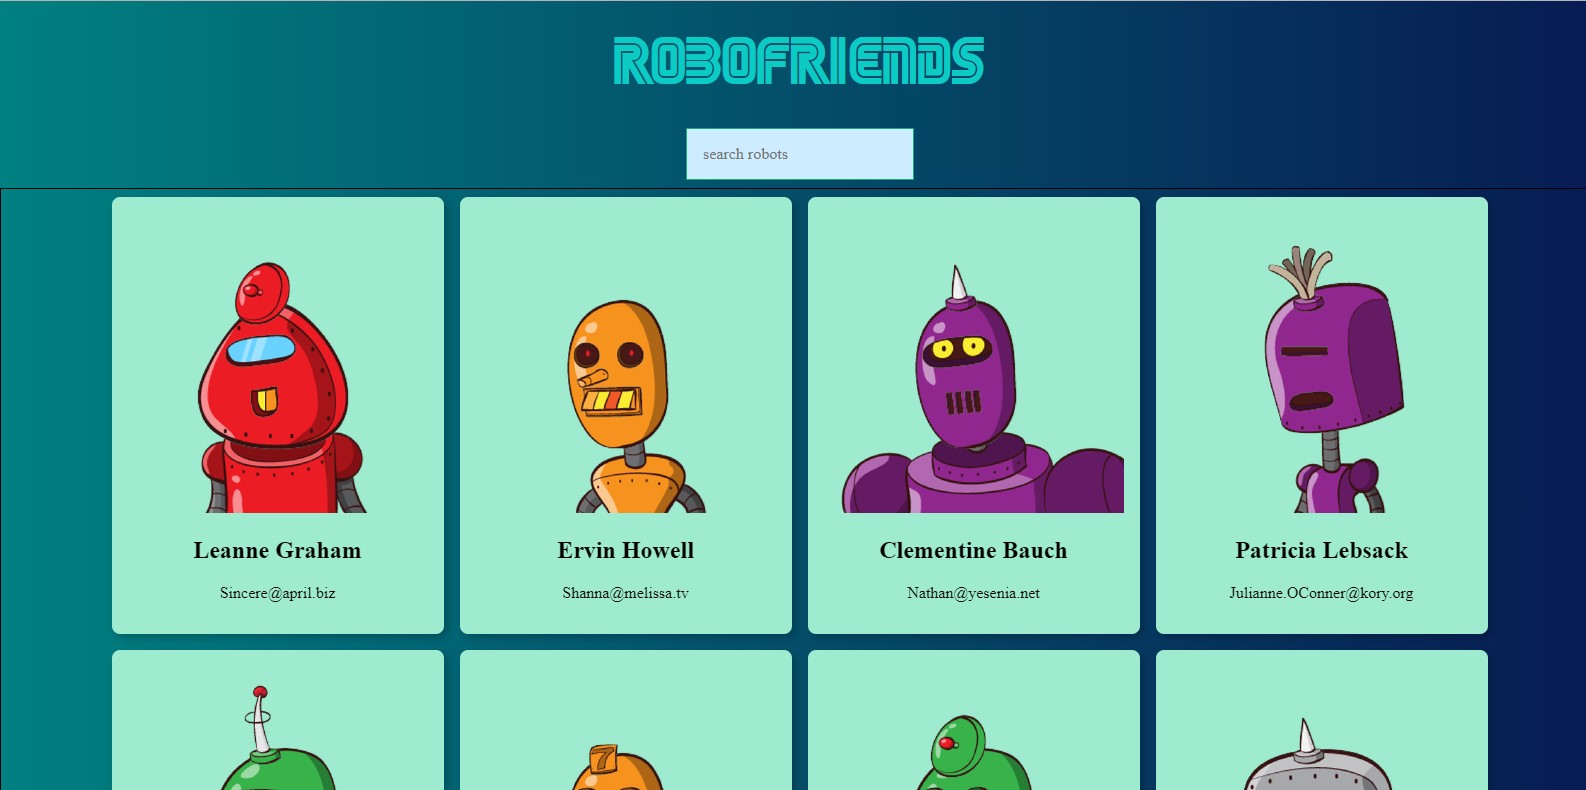 ROBOFRIENDS
search robots
Leanne Graham
Sincere@april.biz
Ervin Howell
Shanna@melissa.tv
Clementine Bauch
Nathan@yesenia.net
Patricia Lebsack
Julianne.OConner@kory.org
7